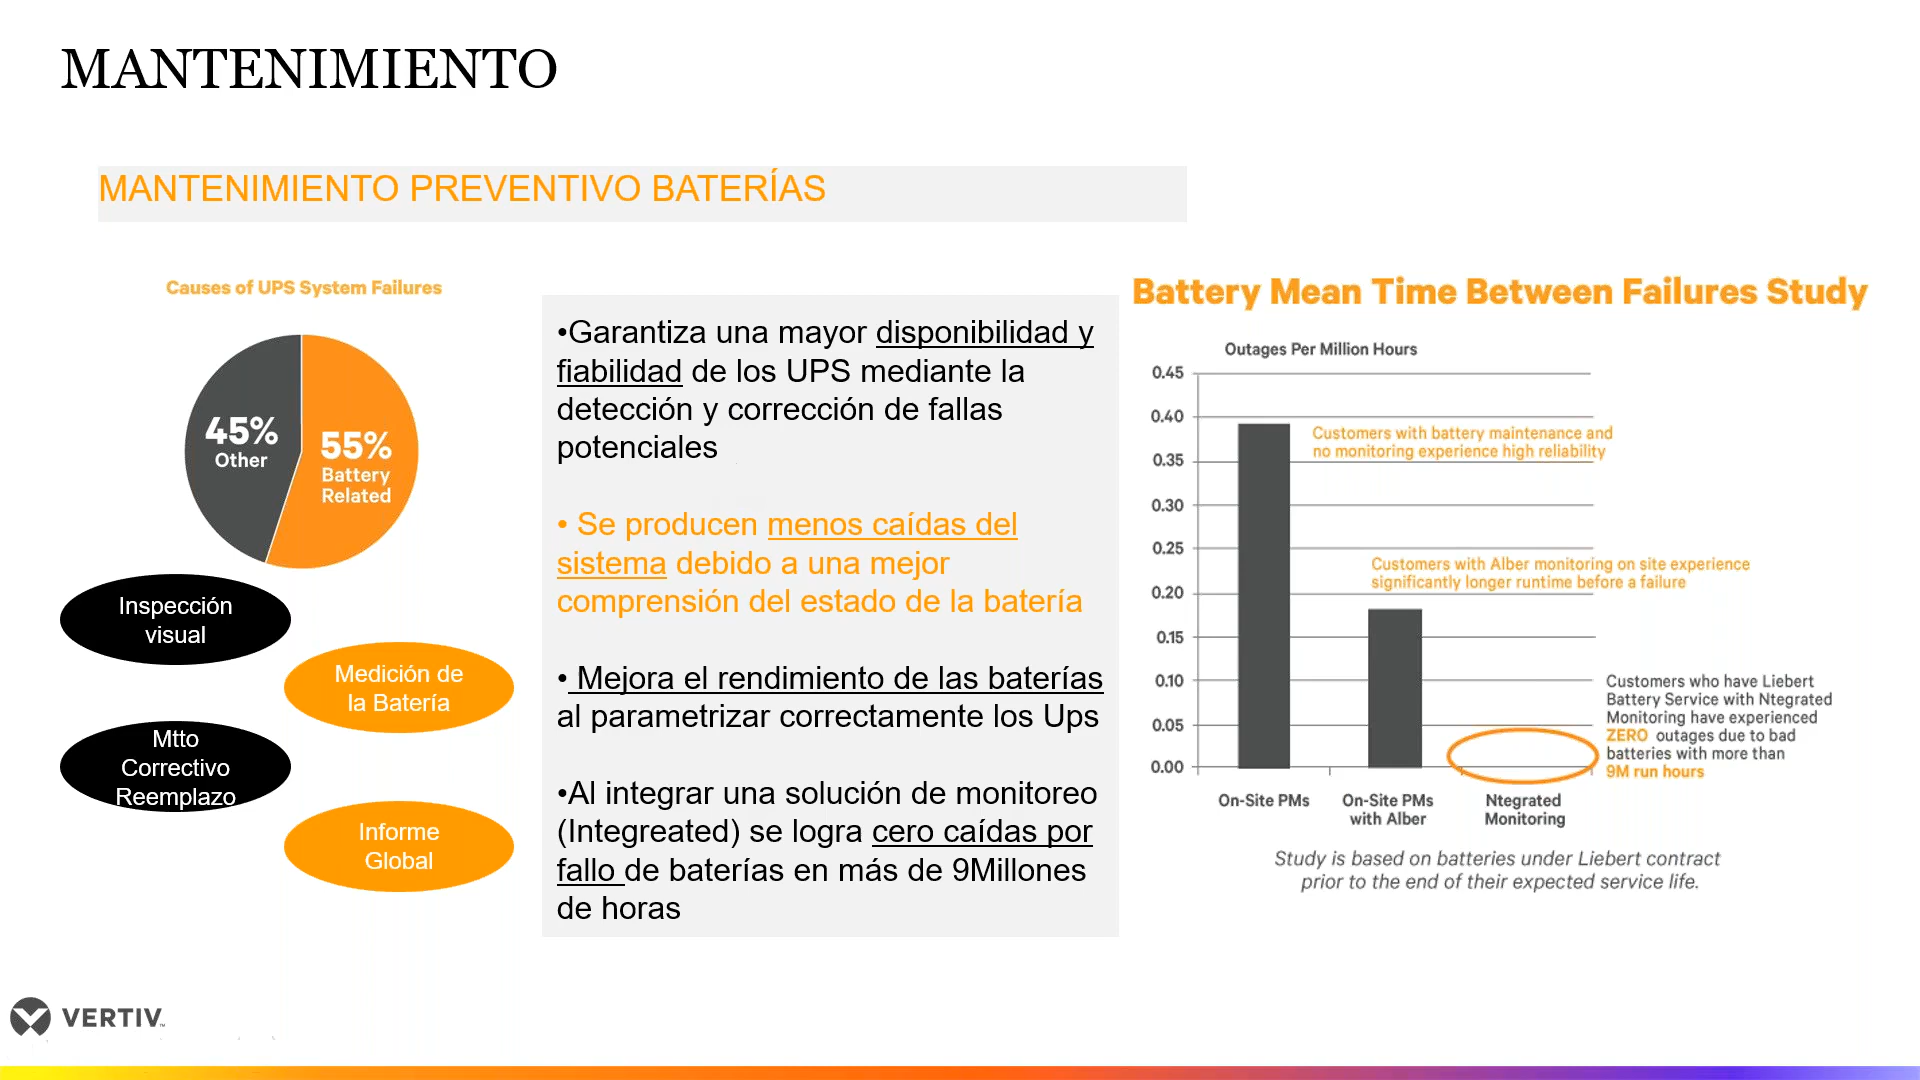 MANTENIMIENTO
MANTENIMIENTO PREVENTIVO BATERÍAS
Causes of UPS System Failures
45%
Other
55%
Battery
Related
Inspección
visual
Medición de
la Batería
Mtto
Correctivo
Reemplazo
Informe
Global
•Garantiza una mayor disponibilidad y
fiabilidad de los UPS mediante la
detección y corrección de fallas
potenciales
• Se producen menos caídas del
sistema debido a una mejor
comprensión del estado de la batería
• Mejora el rendimiento de las baterías
al parametrizar correctamente los Ups
•Al integrar una solución de monitoreo
(Integreated) se logra cero caídas por
fallo de baterías en más de 9Millones
de horas
Battery Mean Time Between Failures Study
Outages Per Million Hours
0.45
0.40
0.35
0.30
0.25
0.20
0.15
0.10
0.05
0.00
Customers with battery maintenance and
no monitoring experience high reliability
Customers with Alber monitoring on site experience
significantly longer runtime before a failure
Customers who have Liebert
Battery Service with Ntegrated
Monitoring have experienced
ZERO outages due to bad
batteries with more than
9M run hours
On-Site PMs
On-Site PMs
with Alber
Ntegrated
Monitoring
Study is based on batteries under Liebert contract
prior to the end of their expected service life.
VERTIV™